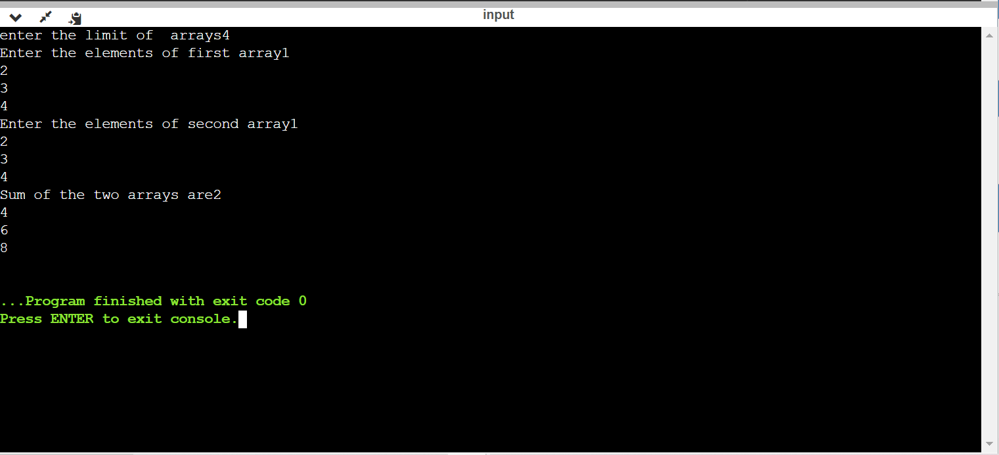 input
enter the limit of  arrays4
Enter the elements of first array1
2
3
4
Enter the elements of second array1
2
3
4
Sum of the two arrays are2
4
6
8
...Program finished with exit code 0
Press ENTER to exit console.